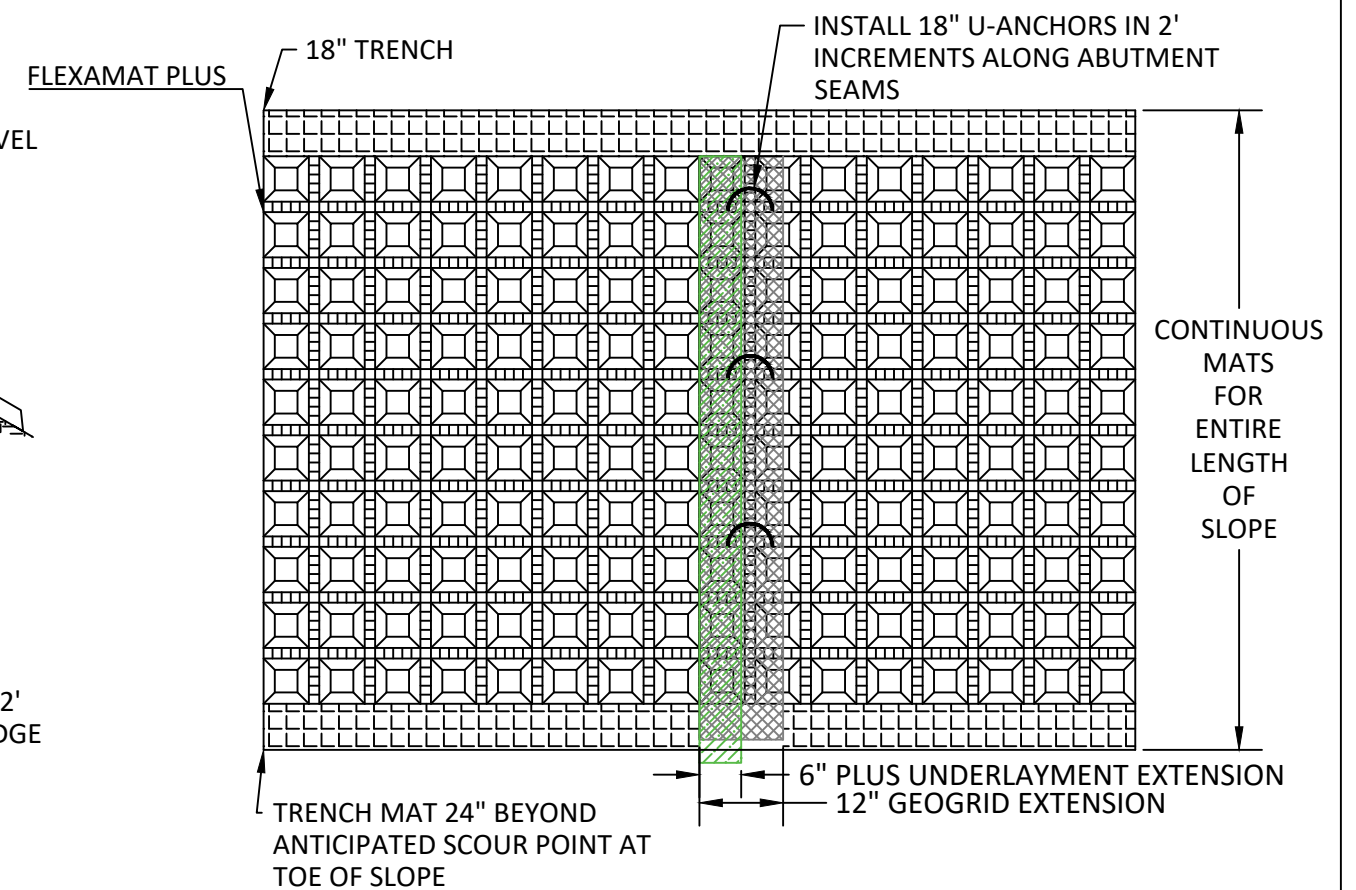 INSTALL 18" U-ANCHORS IN 2'
INCREMENTS ALONG ABUTMENT
SEAMS
18" TRENCH
FLEXAMAT PLUS
CONTINUOUS
MATS
FOR
ENTIRE
LENGTH
OF
SLOPE
2'
6" PLUS UNDERLAYMENT EXTENSION
12" GEOGRID EXTENSION
TRENCH MAT 24" BEYOND
ANTICIPATED SCOUR POINT AT
TOE OF SLOPE